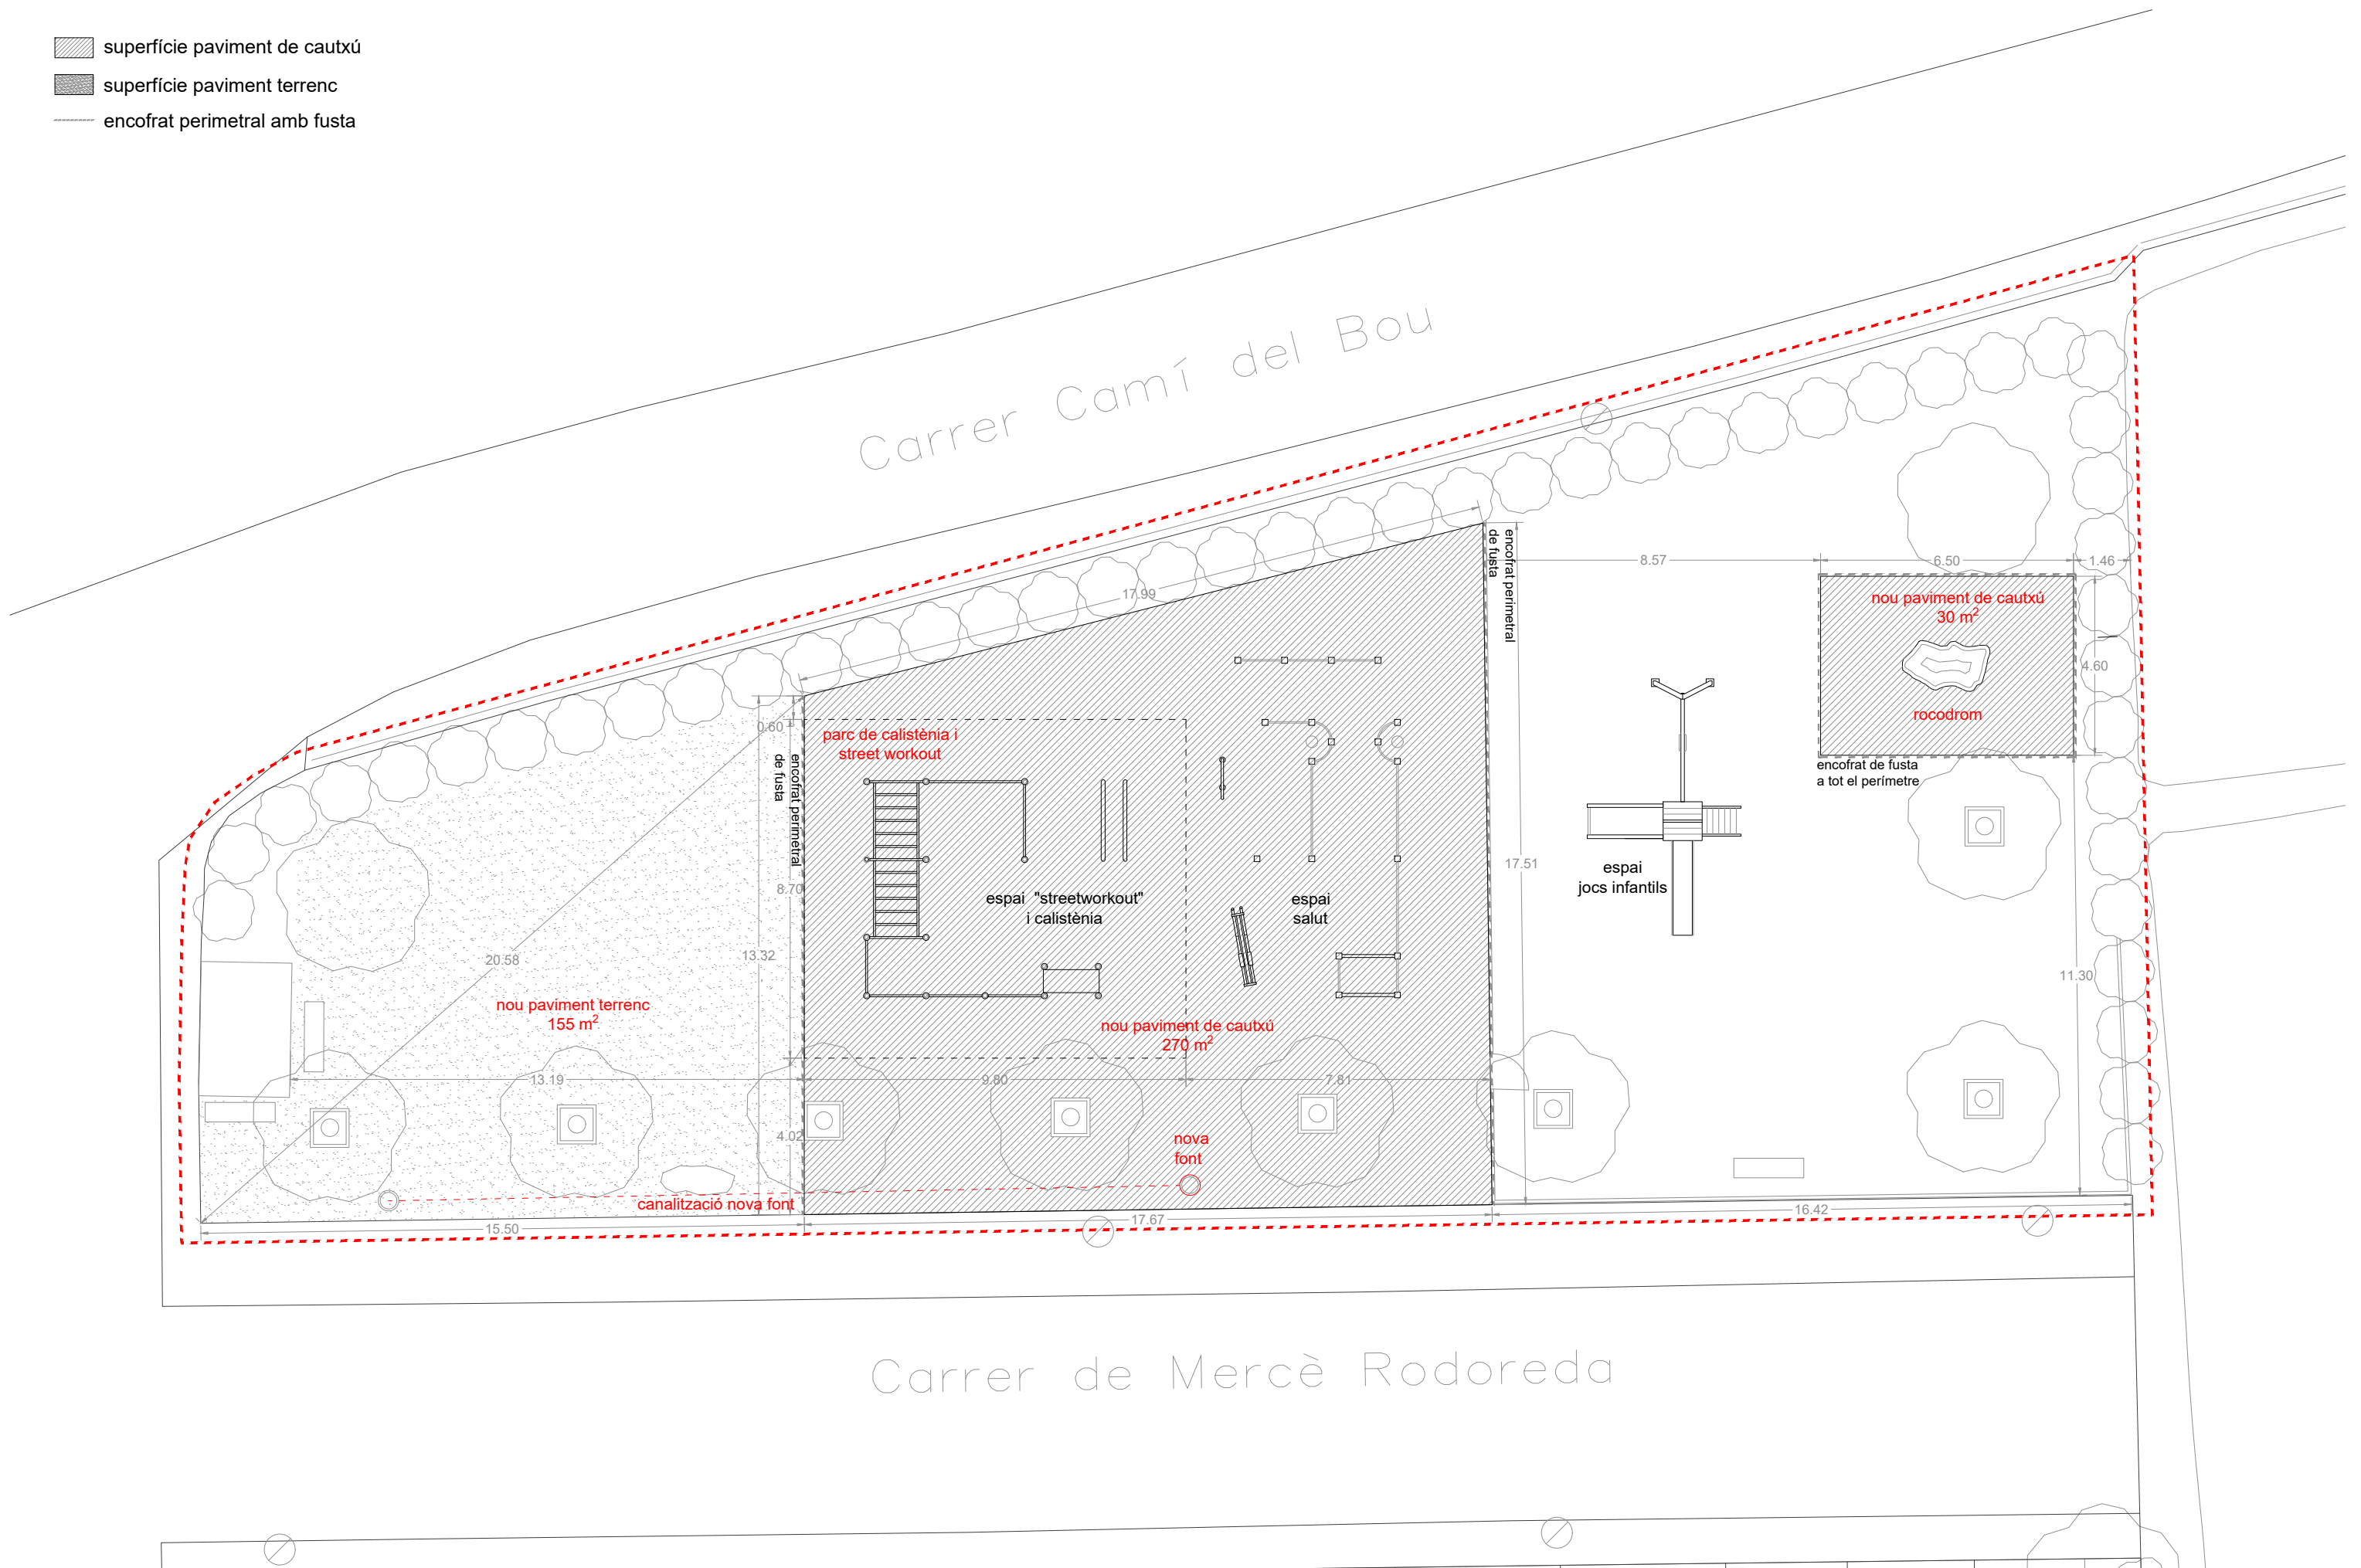 superfície paviment de cautxú
superfície paviment terrenc
encofrat perimetral amb fusta
Carrer Camí del Bou
17.99
encofrat perimetral
de fusta
8.57
6.50
1.46
nou paviment de cautxú
30 m²
4.60
rocodrom
encofrat de fusta
a tot el perímetre
0.60
parc de calistènia i
street workout
encofrat perimetral
de fusta
8.70
espai "streetworkout"
i calistènia
espai
salut
17.51
espai
jocs infantils
20.58
13.32
11.30
nou paviment terrenc
155 m²
nou paviment de cautxú
270 m²
13.19
9.80
7.81
4.02
nova
font
canalització nova font
15.50
17.67
16.42
Carrer de Mercè Rodoreda